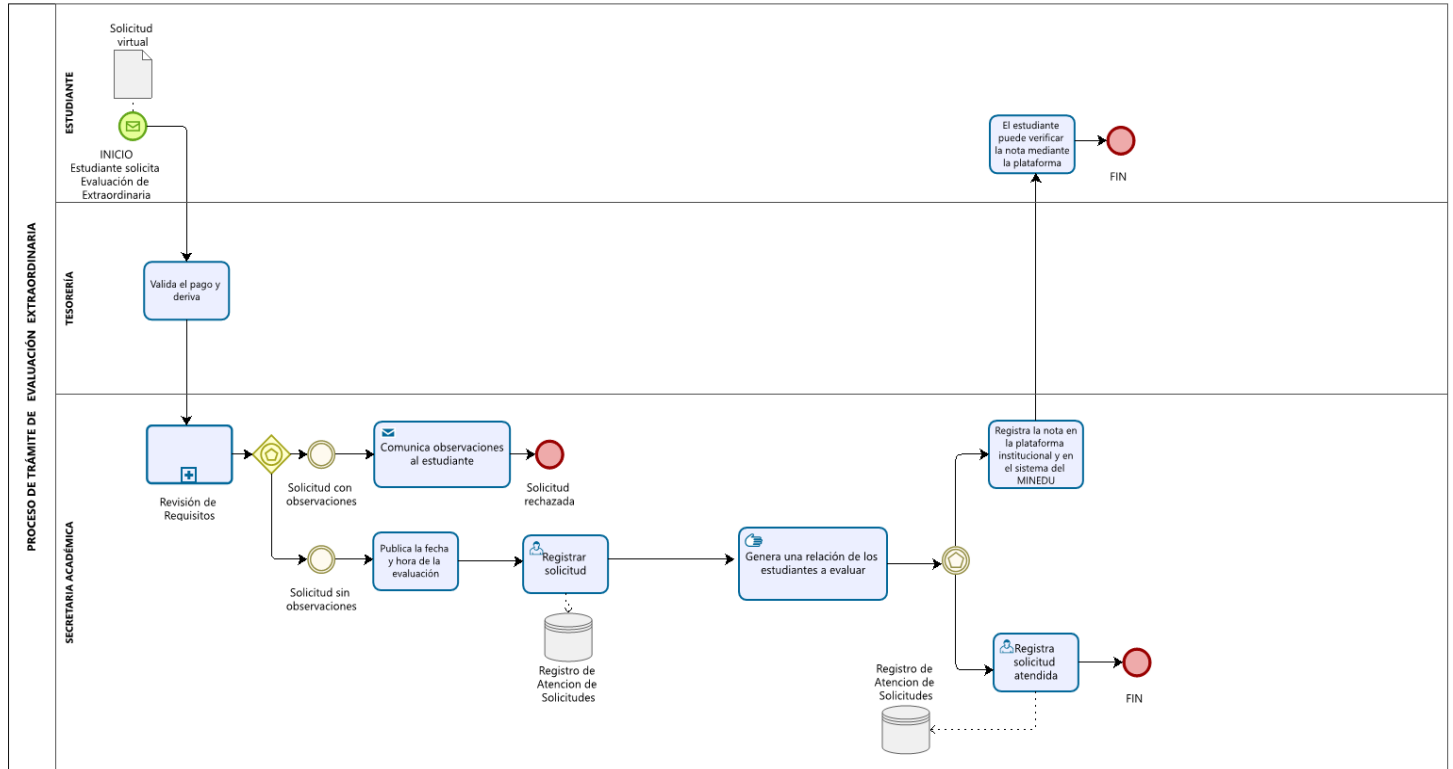 PROCESO DE TRÁMITE DE EVALUACIÓN EXTRAORDINARIA
ESTUDIANTE
Solicitud
virtual
INICIO
Estudiante solicita
Evaluación de
Extraordinaria
El estudiante
puede verificar
la nota mediante
la plataforma
FIN
TESORERÍA
Valida el pago y
deriva
SECRETARIA ACADÉMICA
Revisión de
Requisitos
Solicitud con
observaciones
Comunica observaciones
al estudiante
Solicitud
rechazada
Solicitud sin
observaciones
Publica la fecha
y hora de la
evaluación
Registrar
solicitud
Registro de
Atencion de
Solicitudes
Genera una relación de los
estudiantes a evaluar
Registra la nota en
la plataforma
institucional y en
el sistema del
MINEDU
Registra
solicitud
atendida
FIN
Registro de
Atencion de
Solicitudes